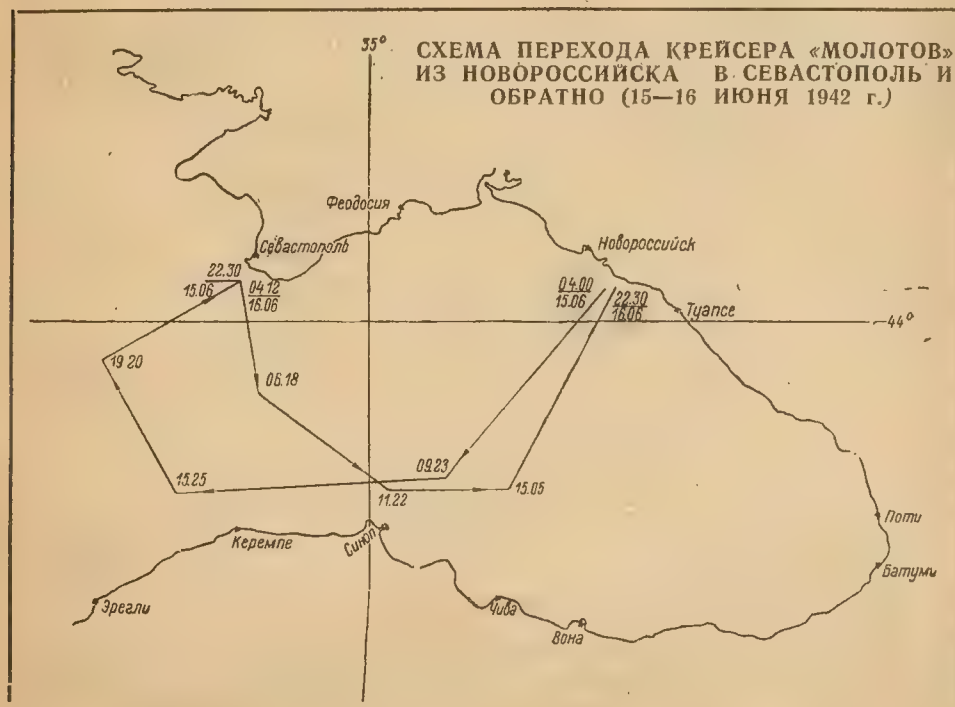 35°
СХЕМА ПЕРЕХОДА КРЕЙСЕРА «МОЛОТОВ»
ИЗ НОВОРОССИЙСКА В СЕВАСТОПОЛЬ И
ОБРАТНО (15—16 ИЮНЯ 1942 г.)
Феодосия
Севастополь
Новороссийск
22.30
15.06
04.12
16.06
04.00
15.06
22.30
16.06
Туапсе
44°
19 20
06.18
09.23
15.25
11.22
15.05
Поти
Керемпе
Синоп
Батуми
Эрегли
Чива
Вона